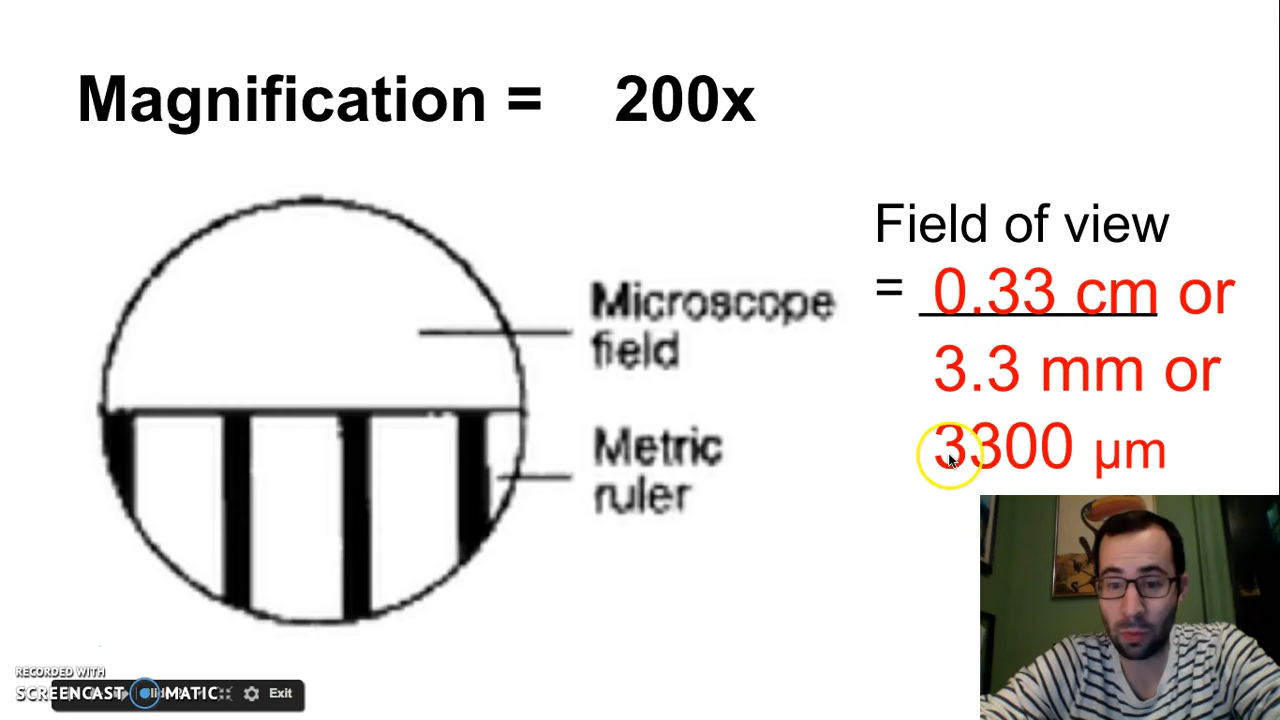 Magnification = 200x
Field of view
= 0.33 cm or
3.3 mm or
3300 µm
Microscope
field
Metric
ruler
RECORDED WITH
SCREENCAST MATIC
Exit